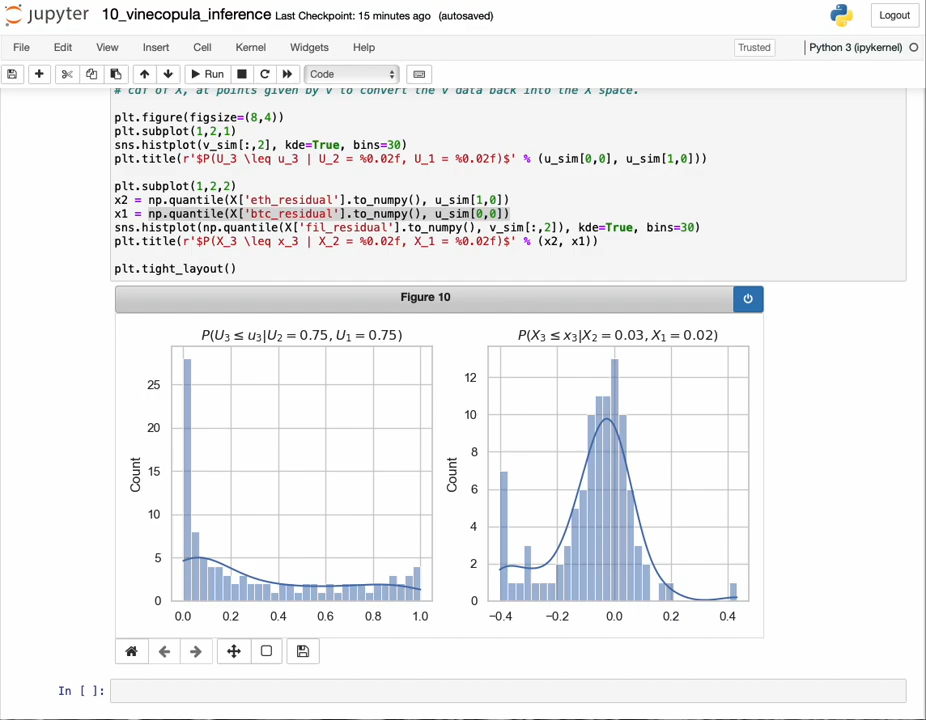 jupyter 10_vinecopula_inference Last Checkpoint: 15 minutes ago (autosaved)
Logout
File Edit View Insert Cell Kernel Widgets Help
Trusted
Python 3 (ipykernel)
Run
Code
# cdf of X, at points given by v to convert the v data back into the X space.
plt.figure(figsize=(8,4))
plt.subplot(1,2,1)
sns.histplot(v_sim[:,2], kde=True, bins=30)
plt.title(r'$P(U_3 \leq u_3 | U_2 = %0.02f, U_1 = %0.02f)$' % (u_sim[0,0], u_sim[1,0]))
plt.subplot(1,2,2)
x2 = np.quantile(X['eth_residual'].to_numpy(), u_sim[1,0])
x1 = np.quantile(X['btc_residual'].to_numpy(), u_sim[0,0])
sns.histplot(np.quantile(X['fil_residual'].to_numpy(), v_sim[:,2]), kde=True, bins=30)
plt.title(r'$P(X_3 \leq x_3 | X_2 = %0.02f, X_1 = %0.02f)$' % (x2, x1))
plt.tight_layout()
Figure 10
P(U₃ ≤ u₃|U₂ = 0.75, U₁ = 0.75)
25
20
15
10
5
0
Count
0.0 0.2 0.4 0.6 0.8 1.0
P(X₃ ≤ x₃|X₂ = 0.03, X₁ = 0.02)
12
10
8
6
4
2
0
Count
−0.4 −0.2 0.0 0.2 0.4
In [ ]: